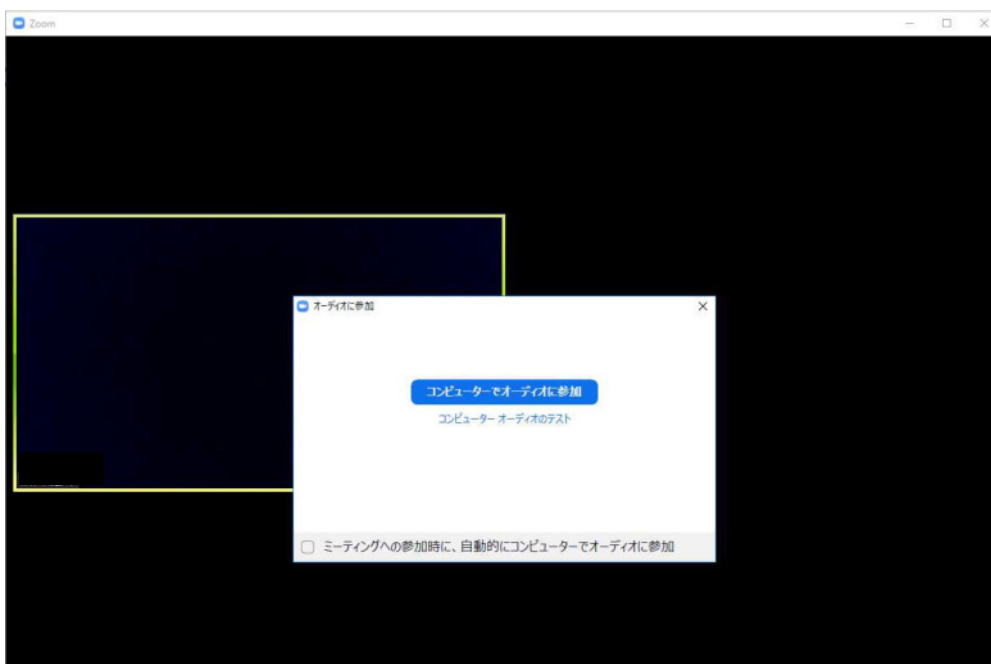 Zoom
オーディオに参加
コンピューターでオーディオに参加
コンピューター オーディオのテスト
ミーティングへの参加時に、自動的にコンピューターでオーディオに参加